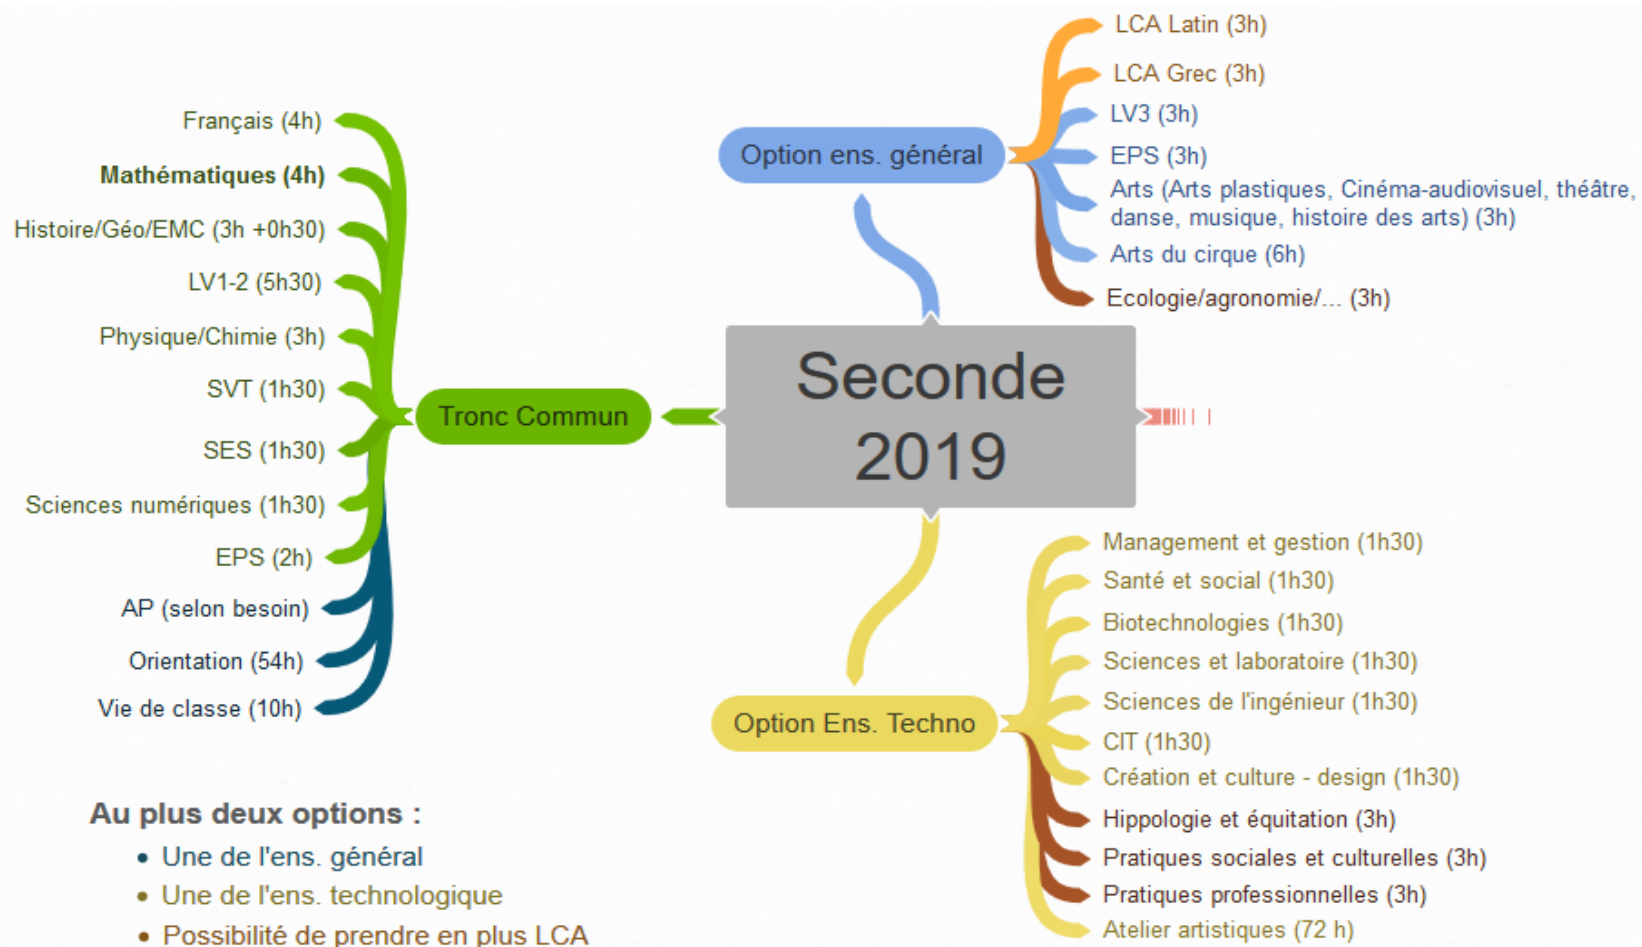 Seconde
2019
Tronc Commun
Français (4h)
Mathématiques (4h)
Histoire/Géo/EMC (3h +0h30)
LV1-2 (5h30)
Physique/Chimie (3h)
SVT (1h30)
SES (1h30)
Sciences numériques (1h30)
EPS (2h)
AP (selon besoin)
Orientation (54h)
Vie de classe (10h)
Option ens. général
LCA Latin (3h)
LCA Grec (3h)
LV3 (3h)
EPS (3h)
Arts (Arts plastiques, Cinéma-audiovisuel, théâtre,
danse, musique, histoire des arts) (3h)
Arts du cirque (6h)
Ecologie/agronomie/... (3h)
Option Ens. Techno
Management et gestion (1h30)
Santé et social (1h30)
Biotechnologies (1h30)
Sciences et laboratoire (1h30)
Sciences de l'ingénieur (1h30)
CIT (1h30)
Création et culture - design (1h30)
Hippologie et équitation (3h)
Pratiques sociales et culturelles (3h)
Pratiques professionnelles (3h)
Atelier artistiques (72 h)
Au plus deux options :
• Une de l'ens. général
• Une de l'ens. technologique
• Possibilité de prendre en plus LCA